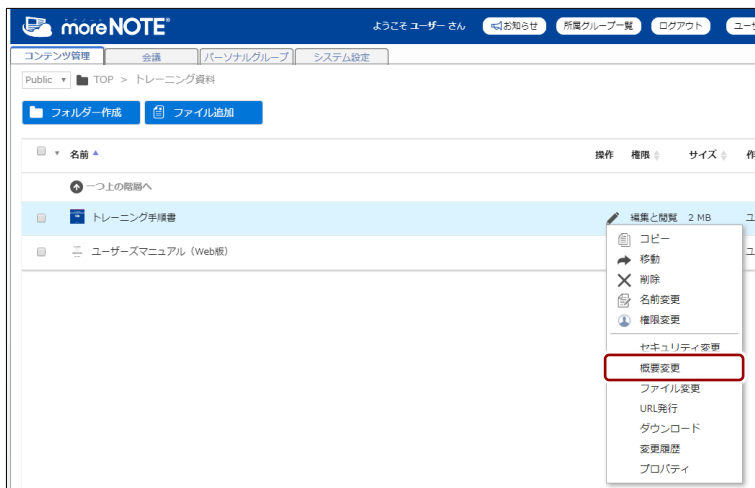 モアノート
moreNOTE®
ようこそ ユーザー さん
お知らせ
所属グループ一覧
ログアウト
ユー
コンテンツ管理
会議
パーソナルグループ
システム設定
Public ▼ TOP > トレーニング資料
フォルダー作成
ファイル追加
名前
操作
権限
サイズ
作
一つ上の階層へ
トレーニング手順書
編集と閲覧
2 MB
ユ
ユーザーズマニュアル（Web版）
ユ
コピー
移動
削除
名前変更
権限変更
セキュリティ変更
概要変更
ファイル変更
URL発行
ダウンロード
変更履歴
プロパティ